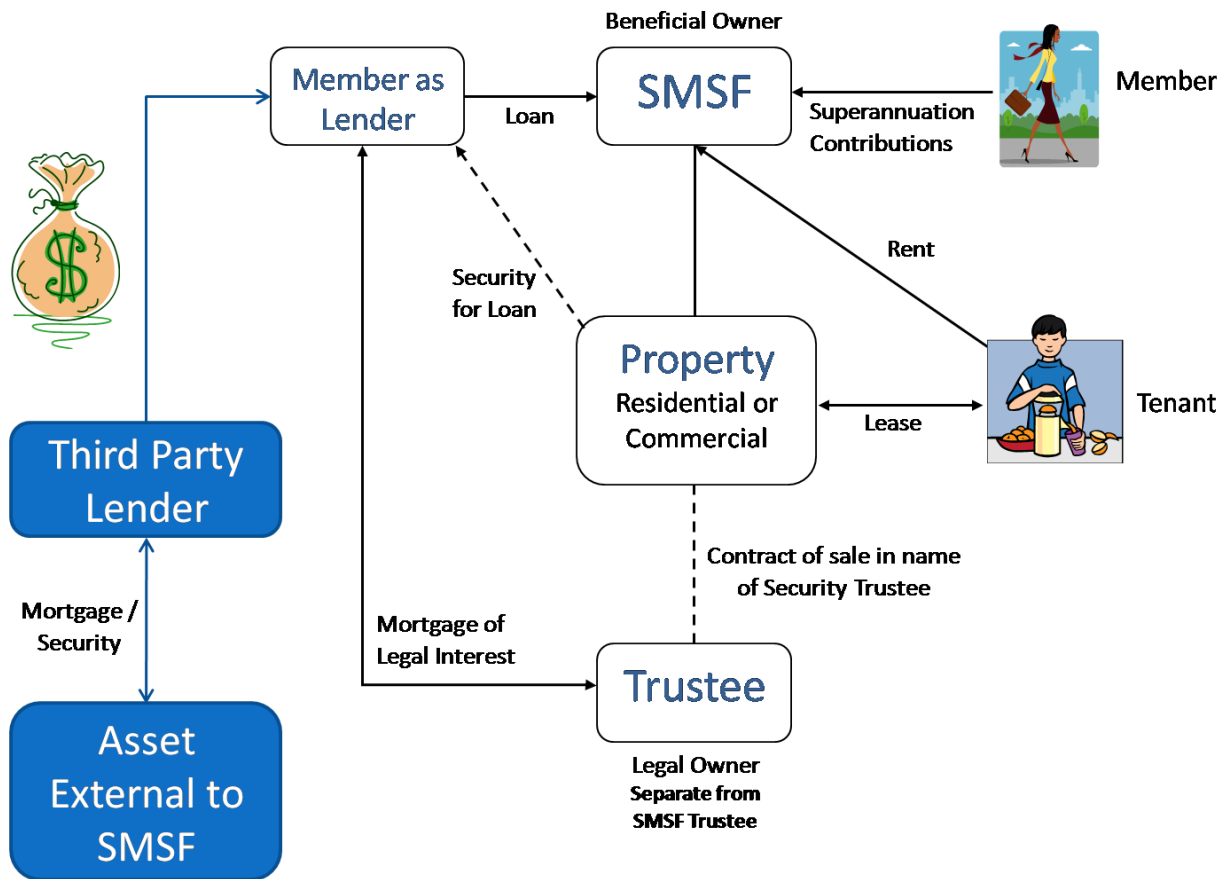 Beneficial Owner
Member as
Lender
Loan
SMSF
Superannuation
Contributions
Member
$
Security
for Loan
Rent
Property
Residential or
Commercial
Lease
Tenant
Third Party
Lender
Contract of sale in name
of Security Trustee
Mortgage /
Security
Mortgage of
Legal Interest
Trustee
Asset
External to
SMSF
Legal Owner
Separate from
SMSF Trustee